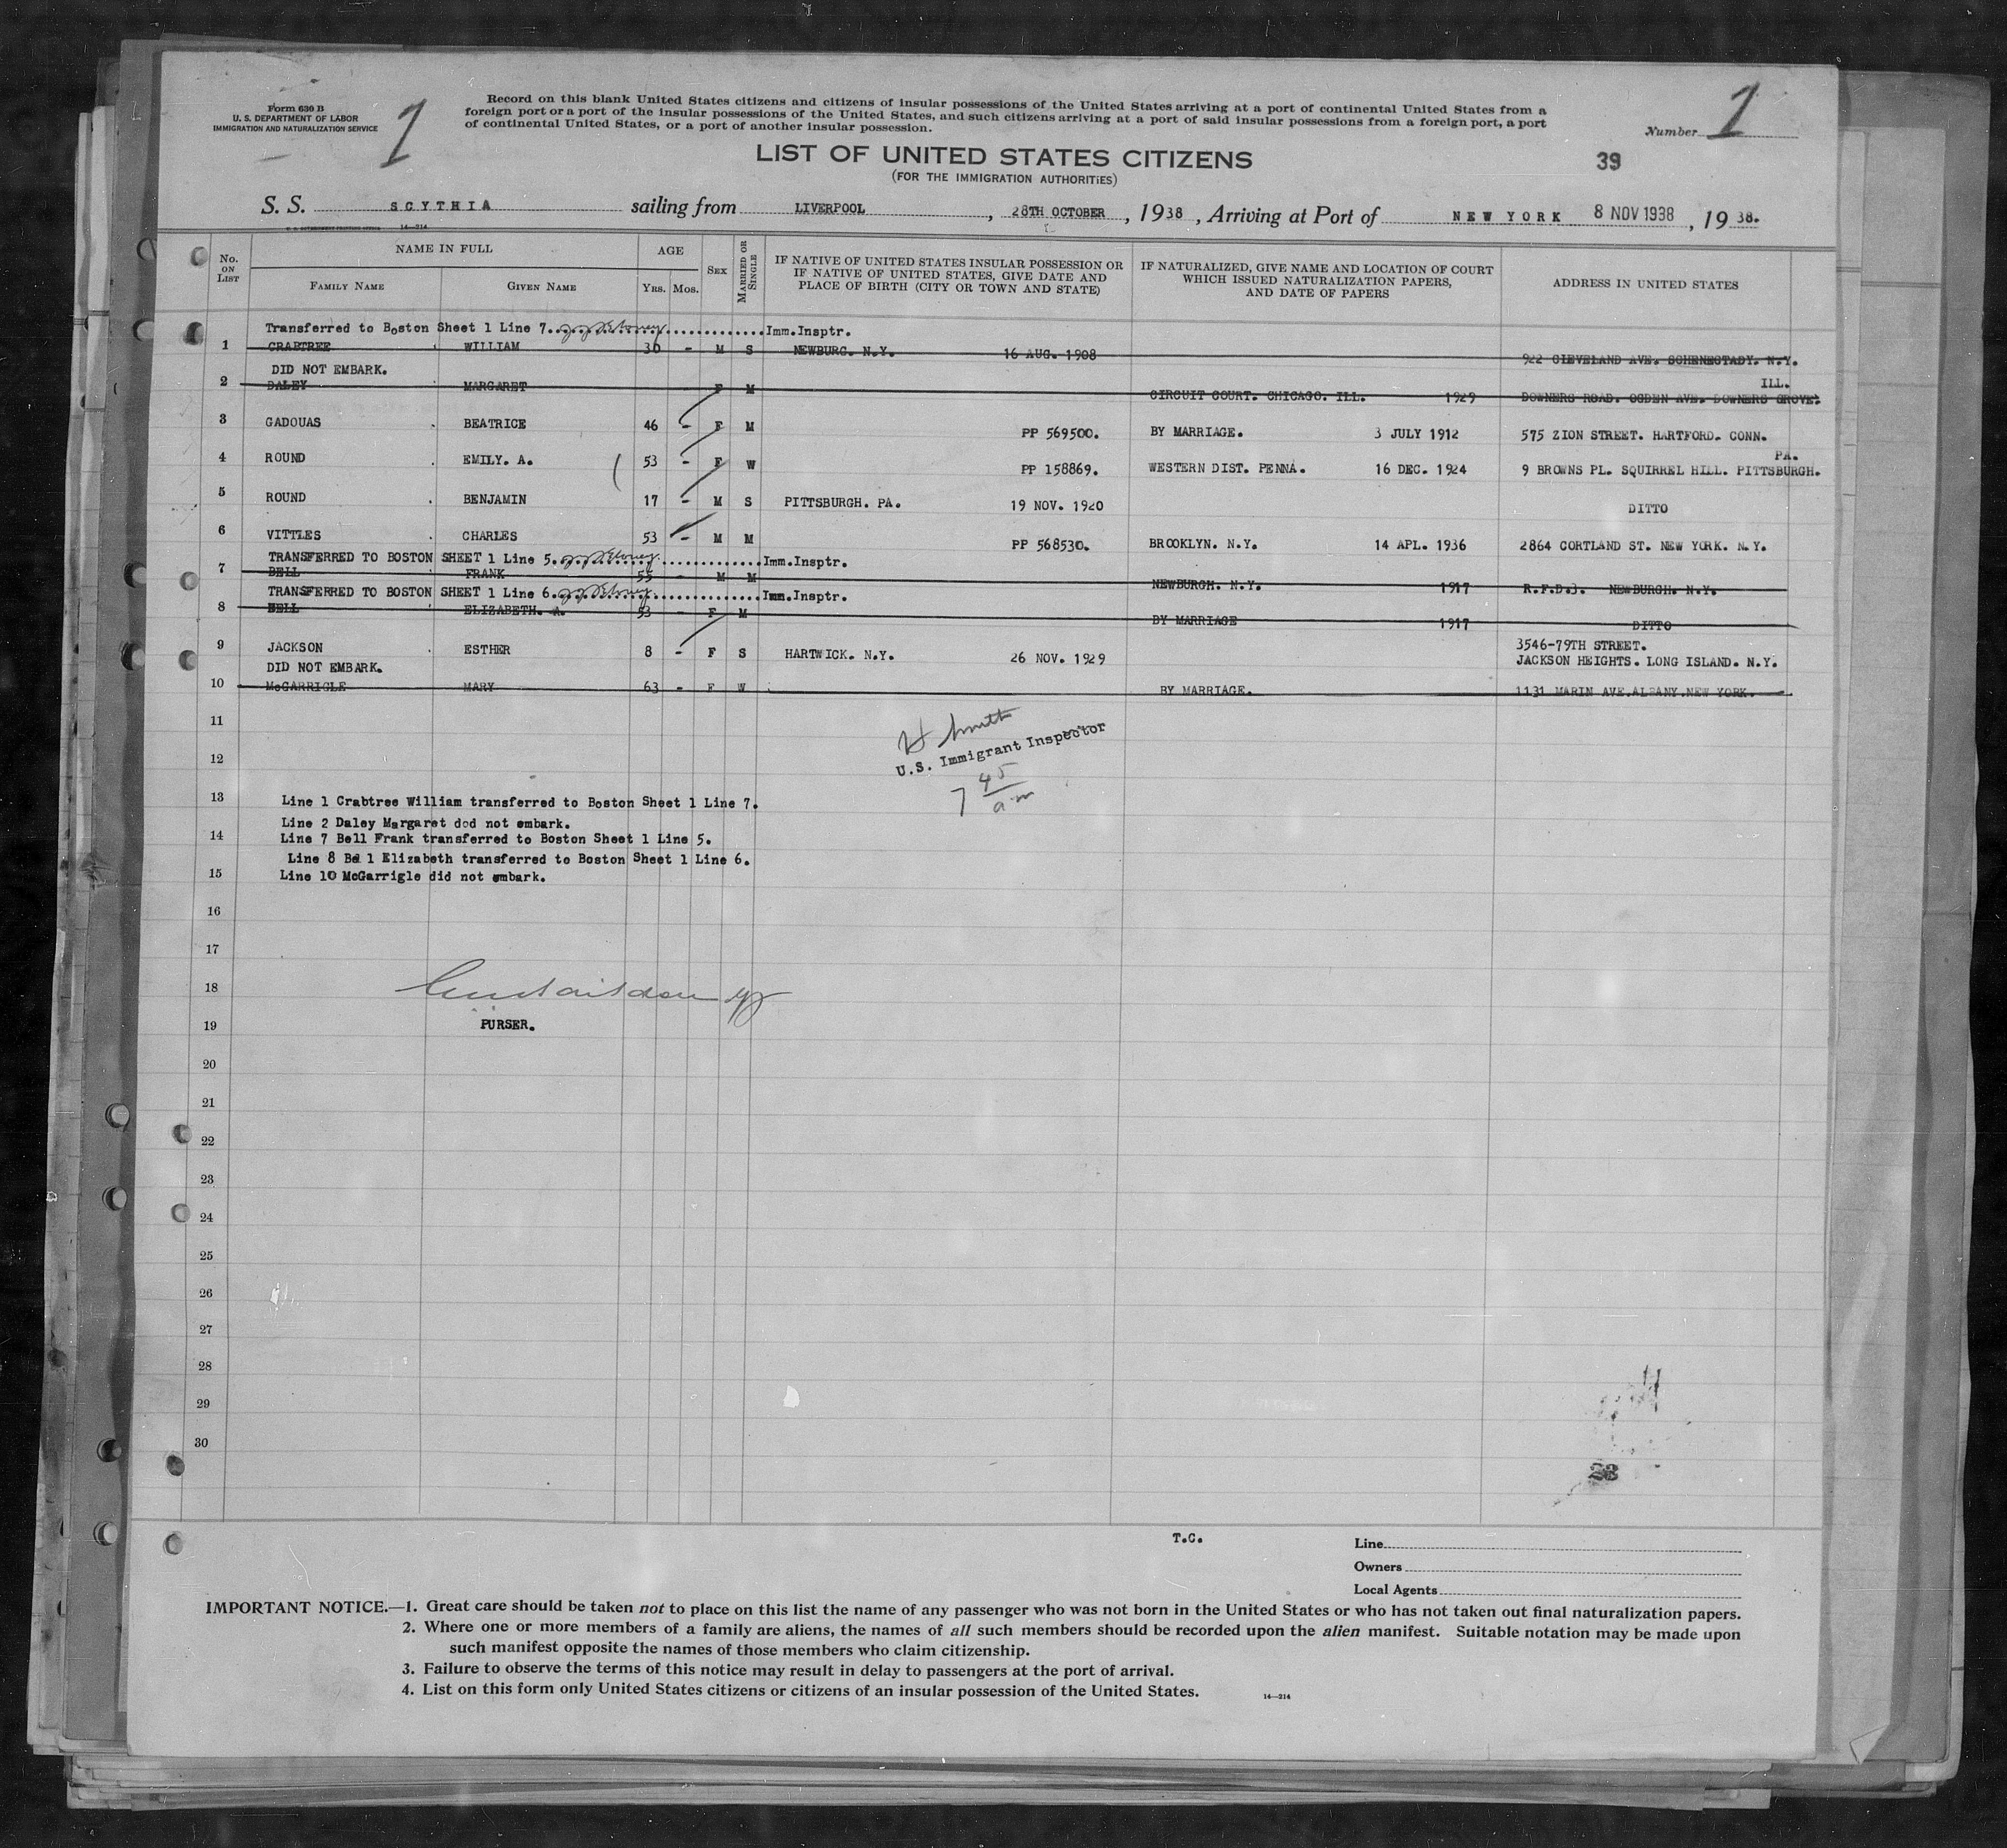 Form 630 B
U. S. DEPARTMENT OF LABOR
IMMIGRATION AND NATURALIZATION SERVICE
1
Record on this blank United States citizens and citizens of insular possessions of the United States arriving at a port of continental United States from a
foreign port or a port of the insular possessions of the United States, and such citizens arriving at a port of said insular possessions from a foreign port, a port
of continental United States, or a port of another insular possession.
Number 1
LIST OF UNITED STATES CITIZENS
(FOR THE IMMIGRATION AUTHORITIES)
39
S. S. SCYTHIA sailing from LIVERPOOL, 28TH OCTOBER, 1938, Arriving at Port of NEW YORK 8 NOV 1938, 19 38.
14—214
No. ON LIST
NAME IN FULL
FAMILY NAME
GIVEN NAME
AGE
YRS.
MOS.
SEX
MARRIED OR SINGLE
IF NATIVE OF UNITED STATES INSULAR POSSESSION OR
IF NATIVE OF UNITED STATES, GIVE DATE AND
PLACE OF BIRTH (CITY OR TOWN AND STATE)
IF NATURALIZED, GIVE NAME AND LOCATION OF COURT
WHICH ISSUED NATURALIZATION PAPERS,
AND DATE OF PAPERS
ADDRESS IN UNITED STATES
Transferred to Boston Sheet 1 Line 7. Imm.Insptr.
1 CRABTREE WILLIAM 30 - M S NEWBURG. N.Y. 16 AUG. 1908 922 CLEVELAND AVE. SCHENECTADY. N.Y.
DID NOT EMBARK.
ILL.
2 DALEY MARGARET F M CIRCUIT COURT. CHICAGO. ILL. 1929 DOWNERS ROAD. OGDEN AVE. DOWNERS GROVE.
3 GADOUAS BEATRICE 46 - F M PP 569500. BY MARRIAGE. 3 JULY 1912 575 ZION STREET. HARTFORD. CONN.
PA.
4 ROUND EMILY. A. 53 - F W PP 158869. WESTERN DIST. PENNA. 16 DEC. 1924 9 BROWNS PL. SQUIRREL HILL. PITTSBURGH.
5 ROUND BENJAMIN 17 - M S PITTSBURGH. PA. 19 NOV. 1920 DITTO
6 VITTLES CHARLES 53 - M M PP 568530. BROOKLYN. N.Y. 14 APL. 1936 2864 CORTLAND ST. NEW YORK. N.Y.
TRANSFERRED TO BOSTON SHEET 1 Line 5. Imm.Insptr.
7 BELL FRANK 55 - M M NEWBURGH. N.Y. 1917 R.F.D.3. NEWBURGH. N.Y.
TRANSFERRED TO BOSTON SHEET 1 Line 6. Imm.Insptr.
8 BELL ELIZABETH. A. 53 - F M BY MARRIAGE 1917 DITTO
3546-79TH STREET.
9 JACKSON ESTHER 8 - F S HARTWICK. N.Y. 26 NOV. 1929 JACKSON HEIGHTS. LONG ISLAND. N.Y.
DID NOT EMBARK.
10 McGARRIGLE MARY 63 - F W BY MARRIAGE. 1131 MARIN AVE.ALBANY.NEW YORK.
11
H Smith
U.S. Immigrant Inspector
12
7 45
am
13 Line 1 Crabtree William transferred to Boston Sheet 1 Line 7.
Line 2 Daley Margaret dod not embark.
14 Line 7 Bell Frank transferred to Boston Sheet 1 Line 5.
Line 8 Bel l Elizabeth transferred to Boston Sheet 1 Line 6.
15 Line 10 McGarrigle did not embark.
16
17
18
PURSER.
19
20
21
22
23
24
25
26
27
28
29
30
T.C.
Line
Owners
Local Agents
IMPORTANT NOTICE.—1. Great care should be taken not to place on this list the name of any passenger who was not born in the United States or who has not taken out final naturalization papers.
2. Where one or more members of a family are aliens, the names of all such members should be recorded upon the alien manifest. Suitable notation may be made upon
such manifest opposite the names of those members who claim citizenship.
3. Failure to observe the terms of this notice may result in delay to passengers at the port of arrival.
4. List on this form only United States citizens or citizens of an insular possession of the United States.
14—214